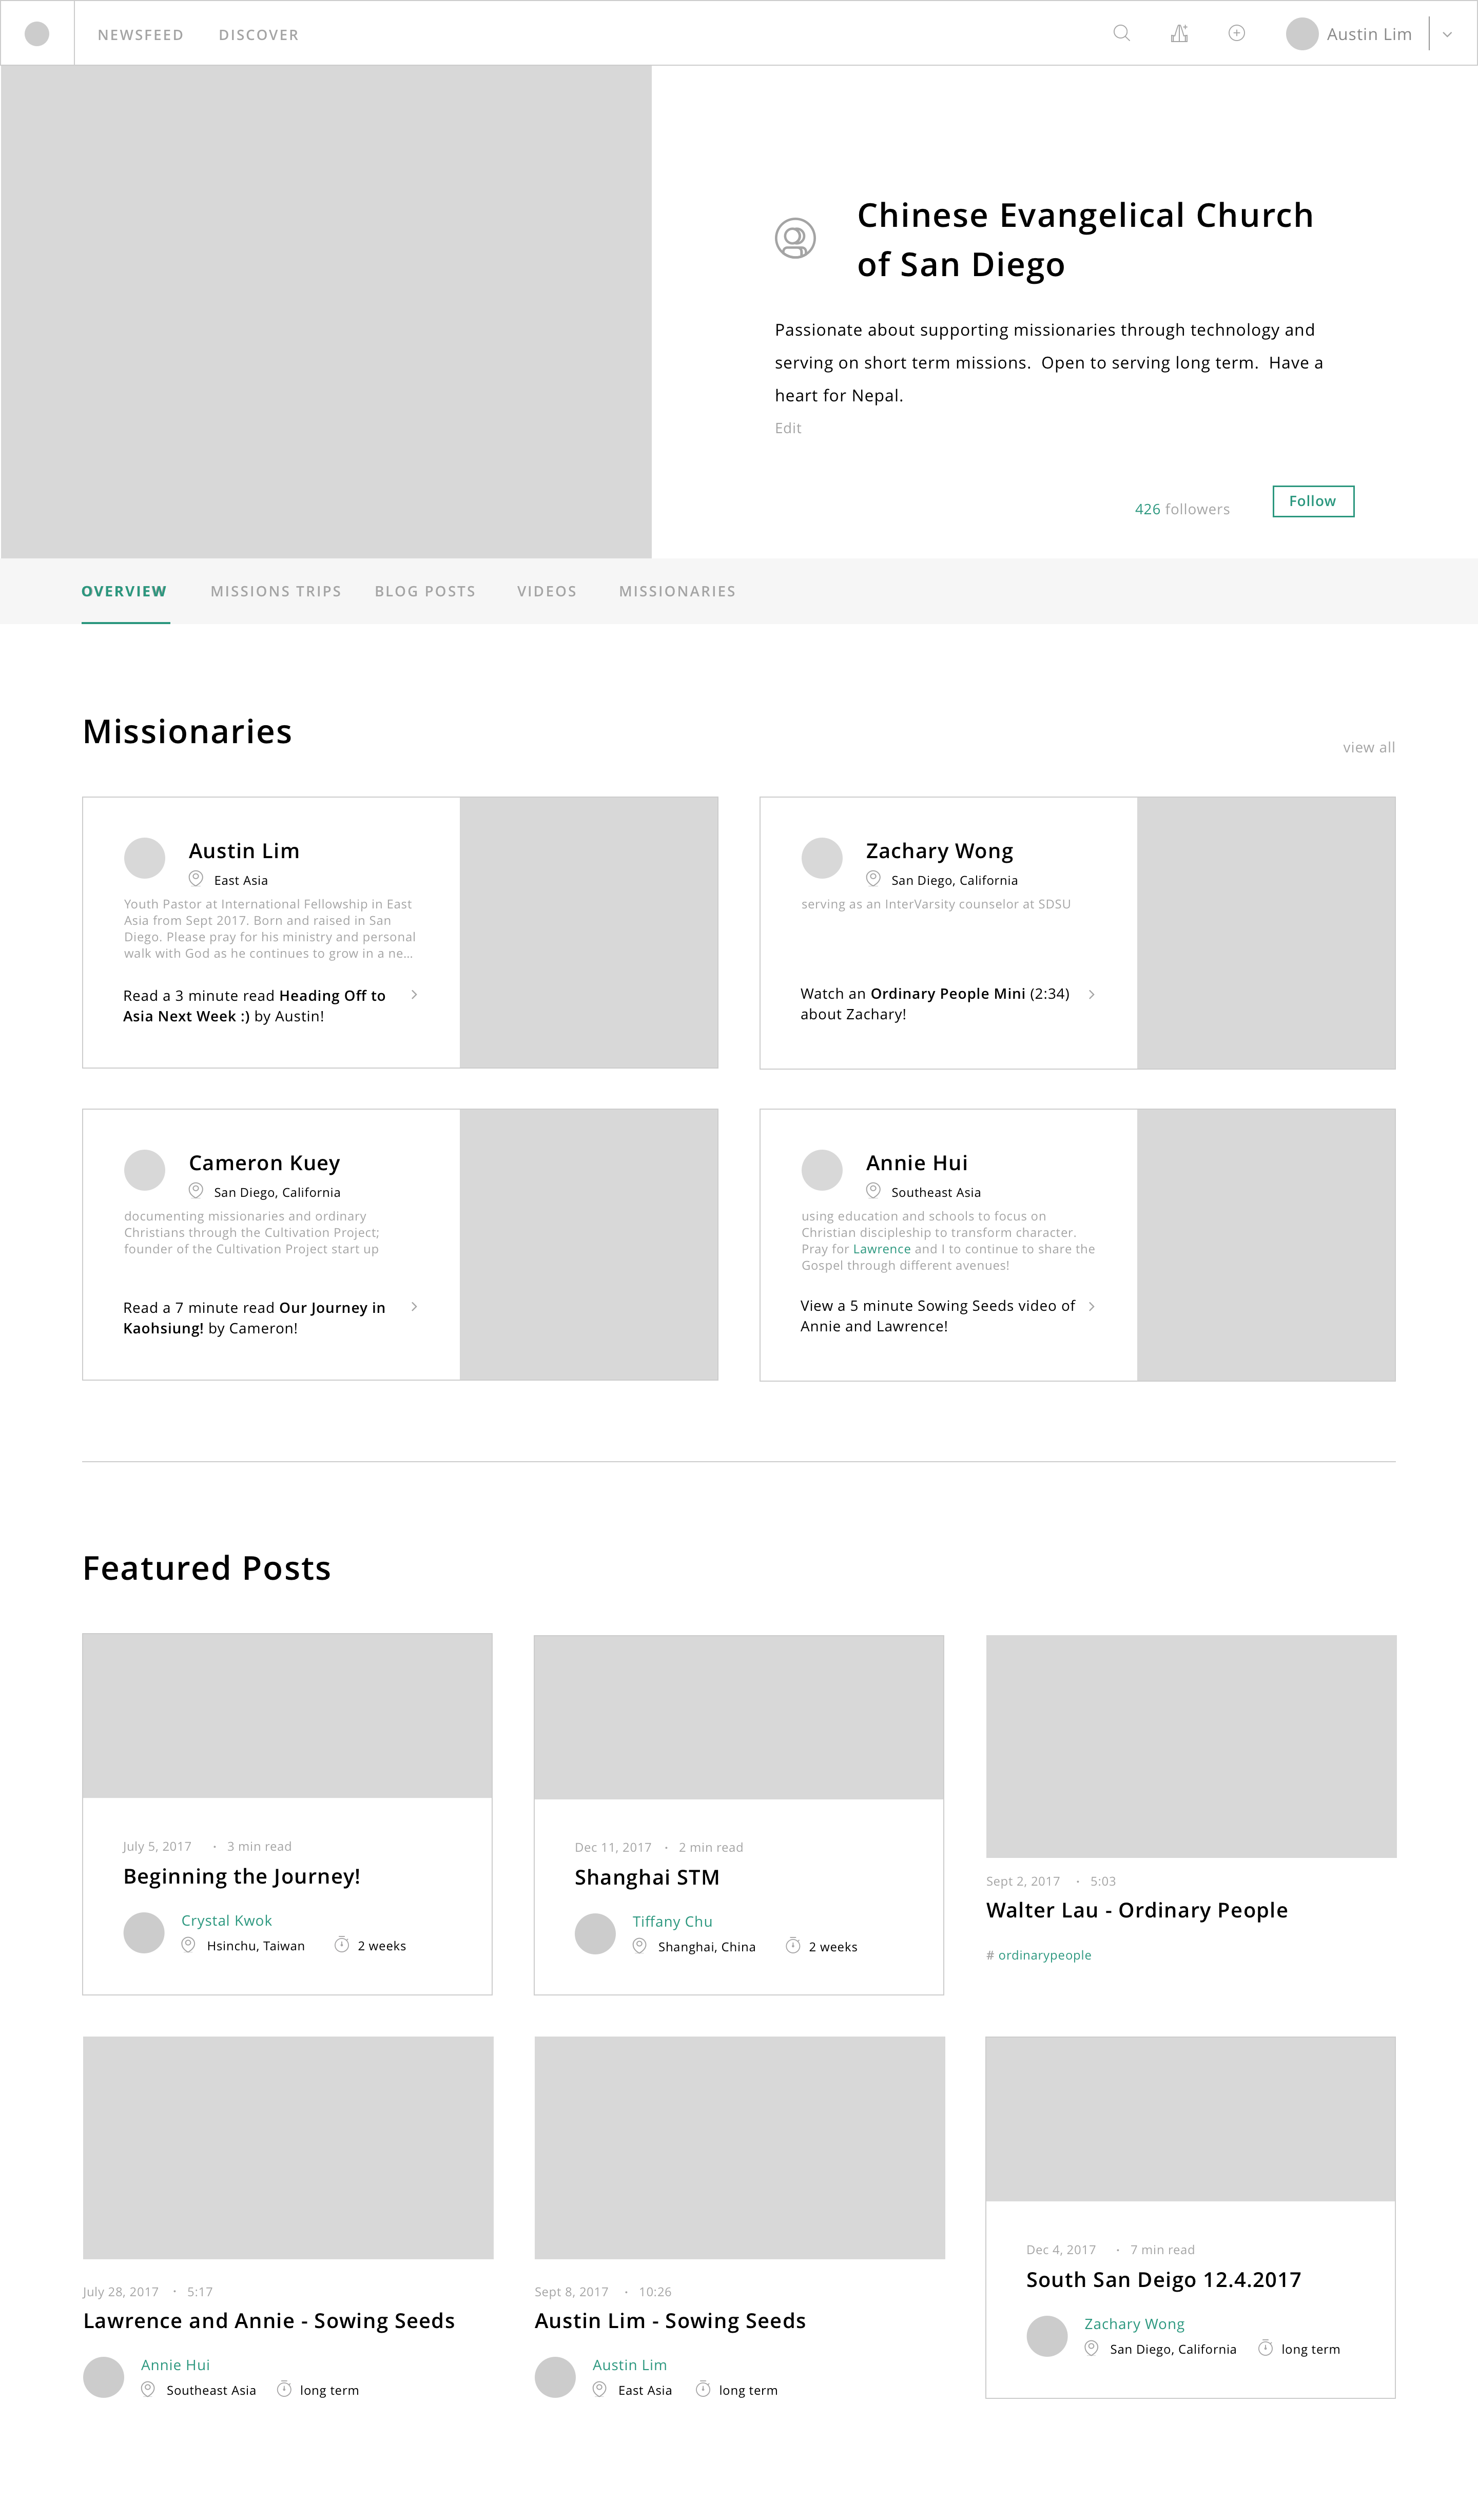 NEWSFEED DISCOVER Austin Lim
Chinese Evangelical Church
of San Diego
Passionate about supporting missionaries through technology and
serving on short term missions.  Open to serving long term.  Have a
heart for Nepal.
Edit
426 followers Follow
OVERVIEW MISSIONS TRIPS BLOG POSTS VIDEOS MISSIONARIES
Missionaries
view all
Austin Lim
East Asia
Youth Pastor at International Fellowship in East
Asia from Sept 2017. Born and raised in San
Diego. Please pray for his ministry and personal
walk with God as he continues to grow in a ne...
Read a 3 minute read Heading Off to
Asia Next Week :) by Austin!
Zachary Wong
San Diego, California
serving as an InterVarsity counselor at SDSU
Watch an Ordinary People Mini (2:34)
about Zachary!
Cameron Kuey
San Diego, California
documenting missionaries and ordinary
Christians through the Cultivation Project;
founder of the Cultivation Project start up
Read a 7 minute read Our Journey in
Kaohsiung! by Cameron!
Annie Hui
Southeast Asia
using education and schools to focus on
Christian discipleship to transform character.
Pray for Lawrence and I to continue to share the
Gospel through different avenues!
View a 5 minute Sowing Seeds video of
Annie and Lawrence!
Featured Posts
July 5, 2017 · 3 min read
Beginning the Journey!
Crystal Kwok
Hsinchu, Taiwan 2 weeks
Dec 11, 2017 · 2 min read
Shanghai STM
Tiffany Chu
Shanghai, China 2 weeks
Sept 2, 2017 · 5:03
Walter Lau - Ordinary People
# ordinarypeople
July 28, 2017 · 5:17
Lawrence and Annie - Sowing Seeds
Annie Hui
Southeast Asia long term
Sept 8, 2017 · 10:26
Austin Lim - Sowing Seeds
Austin Lim
East Asia long term
Dec 4, 2017 · 7 min read
South San Deigo 12.4.2017
Zachary Wong
San Diego, California long term